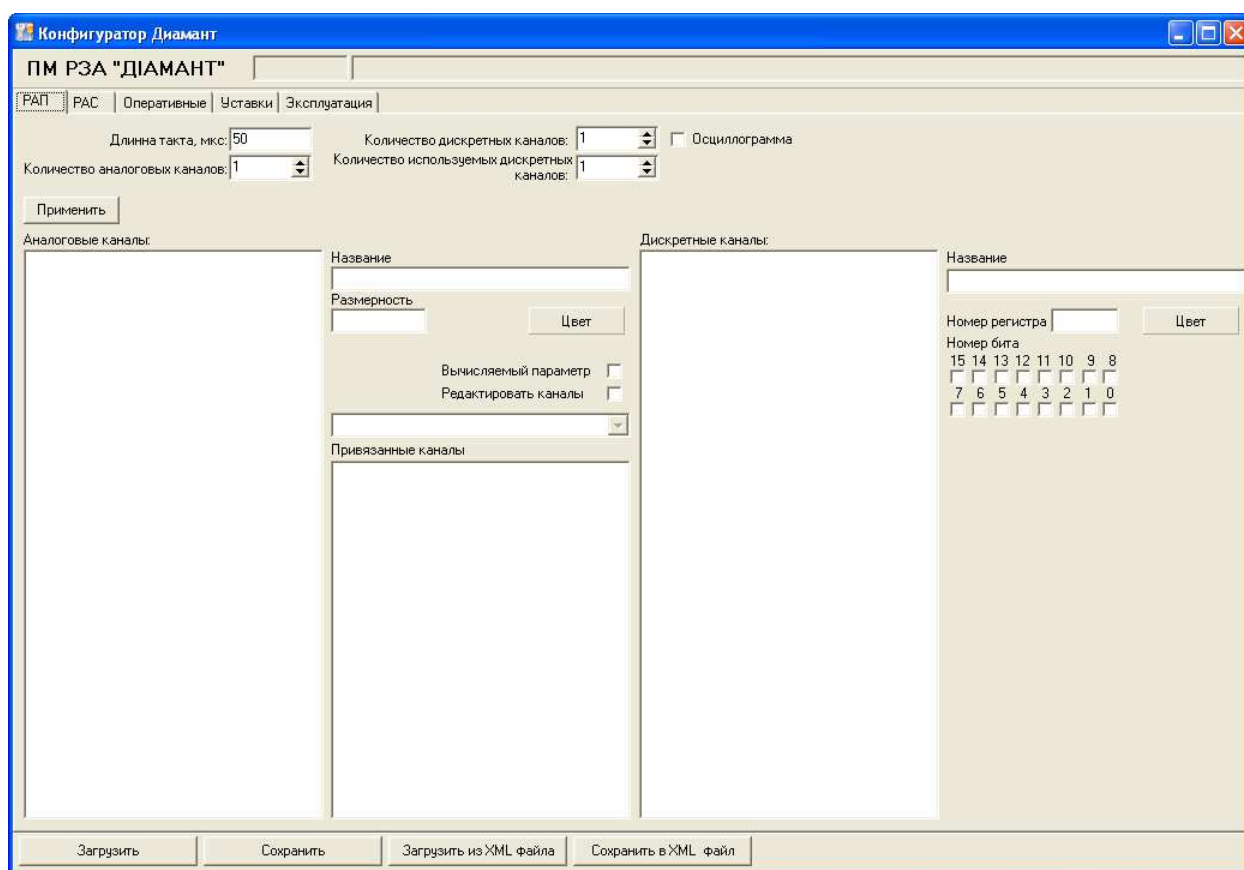 Конфигуратор Диамант
ПМ РЗА "ДІАМАНТ"
РАП РАС Оперативные Уставки Эксплуатация
Длинна такта, мкс: 50
Количество дискретных каналов: 1
Осциллограмма
Количество аналоговых каналов: 1
Количество используемых дискретных
каналов: 1
Применить
Аналоговые каналы:
Название
Размерность
Цвет
Вычисляемый параметр
Редактировать каналы
Привязанные каналы
Дискретные каналы:
Название
Номер регистра
Цвет
Номер бита
15 14 13 12 11 10 9 8
7 6 5 4 3 2 1 0
Загрузить
Сохранить
Загрузить из XML файла
Сохранить в XML файл